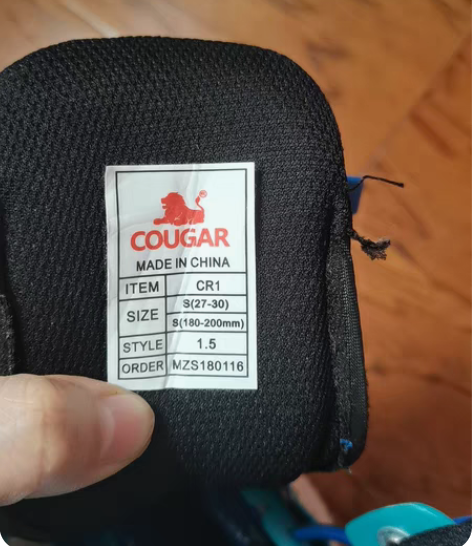 COUGAR
MADE IN CHINA
ITEM CR1
SIZE S(27-30)
S(180-200mm)
STYLE 1.5
ORDER MZS180116